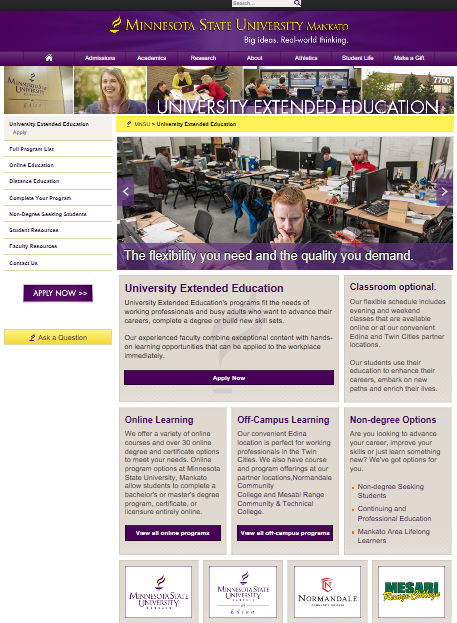 Search...
MINNESOTA STATE UNIVERSITY MANKATO
Big ideas. Real-world thinking.
Admissions Academics Research About Athletics Student Life Make a Gift
MINNESOTA STATE
UNIVERSITY
Edina
7700
UNIVERSITY EXTENDED EDUCATION
University Extended Education
Apply
Full Program List
Online Education
Distance Education
Complete Your Program
Non-Degree Seeking Students
Student Resources
Faculty Resources
Contact Us
APPLY NOW >>
Ask a Question
MNSU > University Extended Education
The flexibility you need and the quality you demand.
University Extended Education
University Extended Education's programs fit the needs of
working professionals and busy adults who want to advance their
careers, complete a degree or build new skill sets.
Our experienced faculty combine exceptional content with hands-
on learning opportunities that can be applied to the workplace
immediately.
Apply Now
Classroom optional.
Our flexible schedule includes
evening and weekend
classes that are available
online or at our convenient
Edina and Twin Cities partner
locations.
Our students use their
education to enhance their
careers, embark on new
paths and enrich their lives.
Online Learning
We offer a variety of online
courses and over 30 online
degree and certificate options
to meet your needs. Online
program options at Minnesota
State University, Mankato
allow students to complete a
bachelor's or master's degree
program, certificate, or
licensure entirely online.
View all online programs
Off-Campus Learning
Our convenient Edina
location is perfect for working
professionals in the Twin
Cities. We also have course
and program offerings at our
partner locations,Normandale
Community
College and Mesabi Range
Community & Technical
College.
View all off-campus programs
Non-degree Options
Are you looking to advance
your career, improve your
skills or just learn something
new? We've got options for
you.
Non-degree Seeking
Students
Continuing and
Professional Education
Mankato Area Lifelong
Learners
MINNESOTA STATE
UNIVERSITY
MANKATO
MINNESOTA STATE
UNIVERSITY
MANKATO
at
Edina
NORMANDALE
COMMUNITY COLLEGE
MESABI
Range College